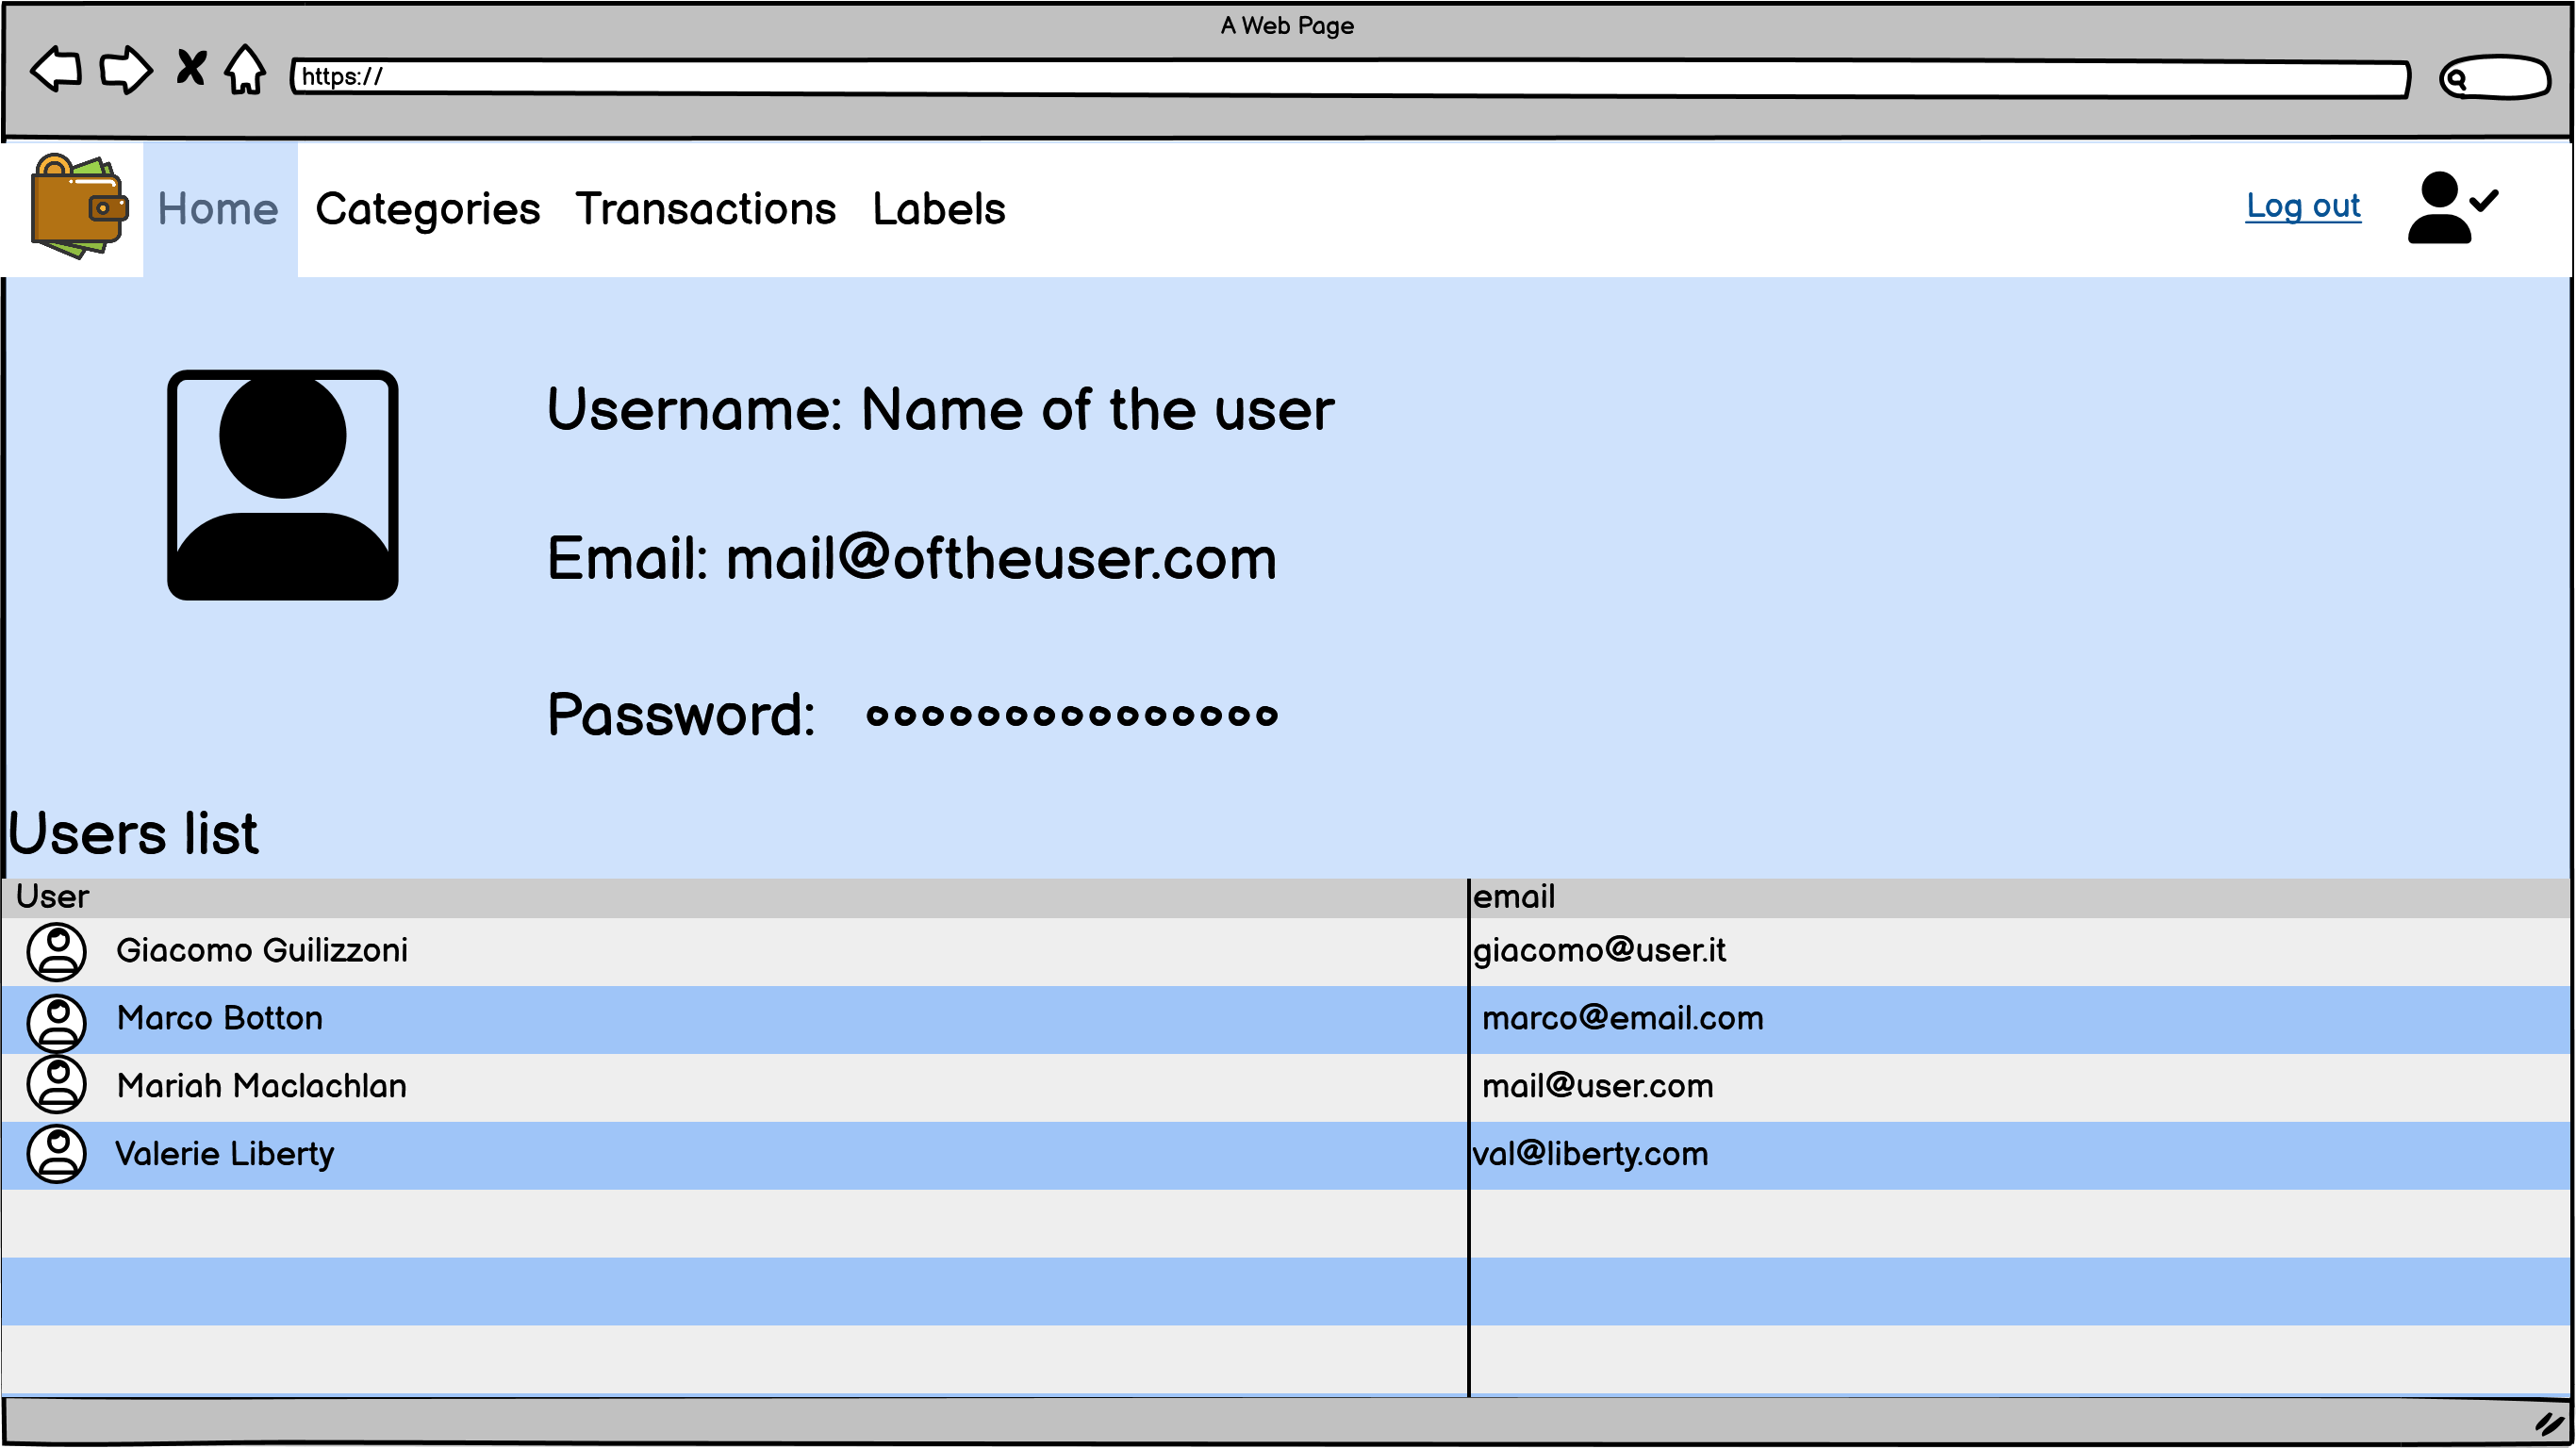 A Web Page
https://
Home Categories Transactions Labels Log out
Username: Name of the user
Email: mail@oftheuser.com
Password:
Users list
User email
Giacomo Guilizzoni giacomo@user.it
Marco Botton marco@email.com
Mariah Maclachlan mail@user.com
Valerie Liberty val@liberty.com